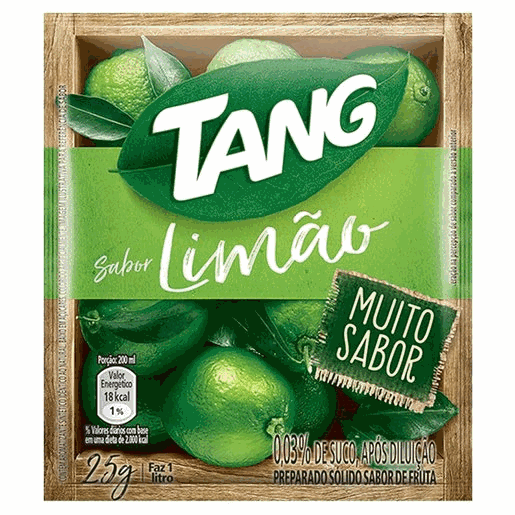 TANG
Sabor Limão
MUITO
SABOR
Porção: 200 ml
Valor
Energético
18 kcal
1%
% Valores diários com base
em uma dieta de 2.000 kcal
25g
Faz 1
litro
0,03% DE SUCO, APÓS DILUIÇÃO
PREPARADO SÓLIDO SABOR DE FRUTA